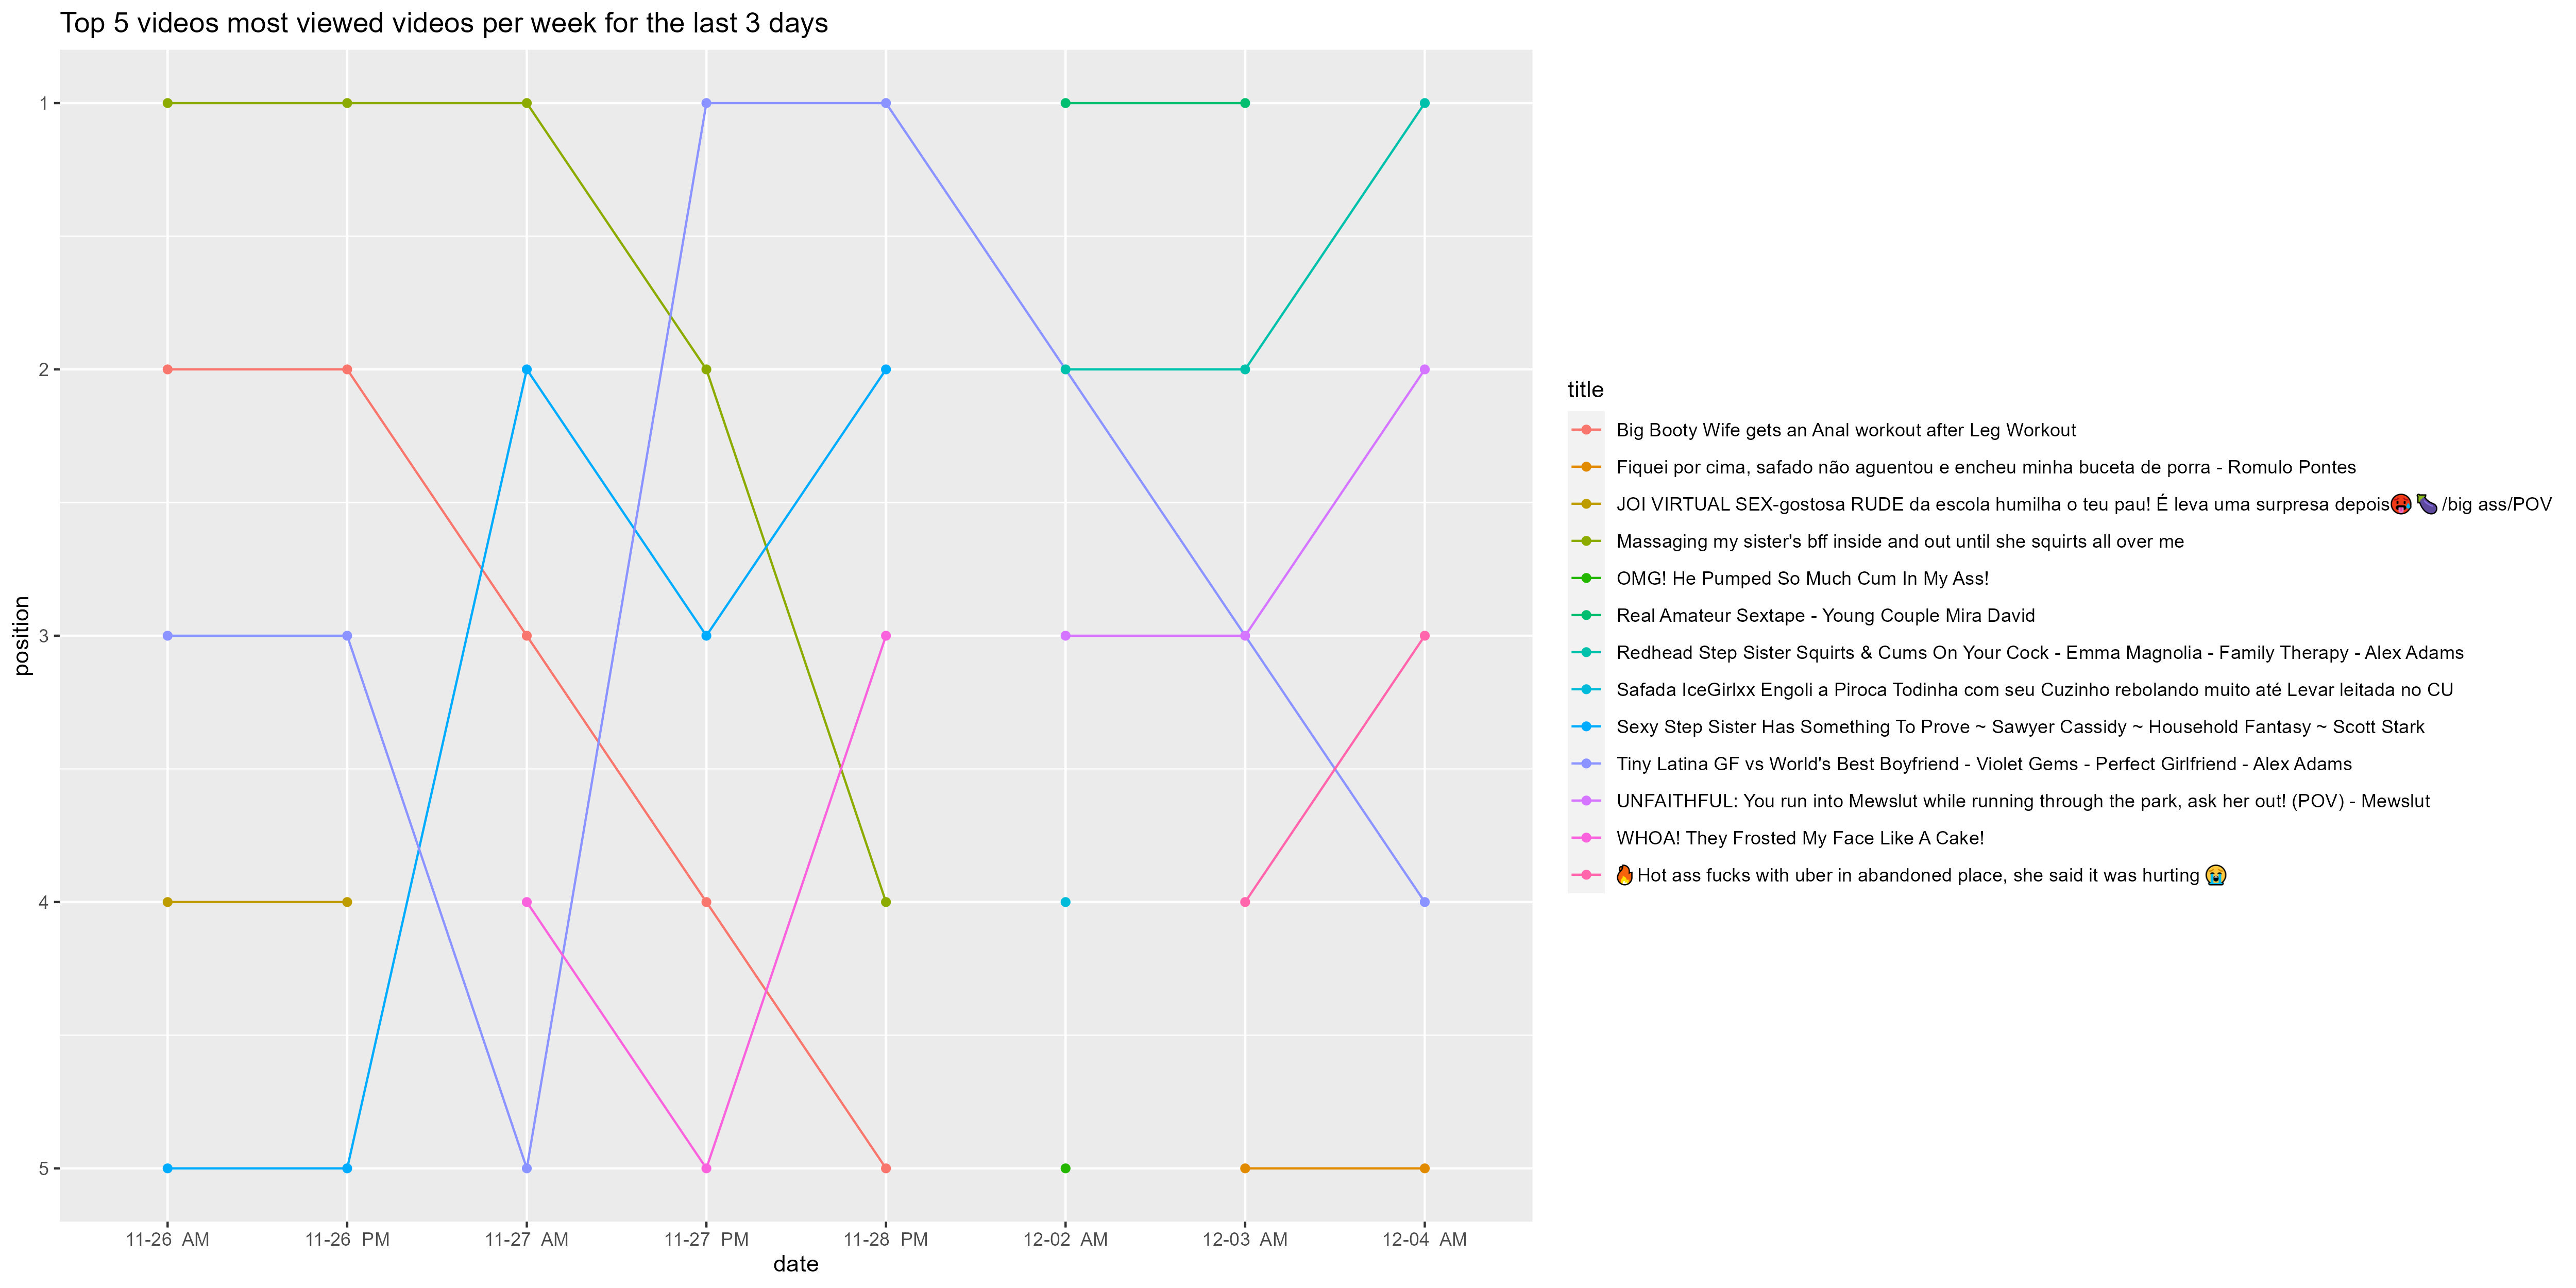 Top 5 videos most viewed videos per week for the last 3 days
position
1
2
3
4
5
11-26 AM
11-26 PM
11-27 AM
11-27 PM
11-28 PM
12-02 AM
12-03 AM
12-04 AM
date
title
Big Booty Wife gets an Anal workout after Leg Workout
Fiquei por cima, safado não aguentou e encheu minha buceta de porra - Romulo Pontes
JOI VIRTUAL SEX-gostosa RUDE da escola humilha o teu pau! É leva uma surpresa depois🥵🍆/big ass/POV
Massaging my sister's bff inside and out until she squirts all over me
OMG! He Pumped So Much Cum In My Ass!
Real Amateur Sextape - Young Couple Mira David
Redhead Step Sister Squirts & Cums On Your Cock - Emma Magnolia - Family Therapy - Alex Adams
Safada IceGirlxx Engoli a Piroca Todinha com seu Cuzinho rebolando muito até Levar leitada no CU
Sexy Step Sister Has Something To Prove ~ Sawyer Cassidy ~ Household Fantasy ~ Scott Stark
Tiny Latina GF vs World's Best Boyfriend - Violet Gems - Perfect Girlfriend - Alex Adams
UNFAITHFUL: You run into Mewslut while running through the park, ask her out! (POV) - Mewslut
WHOA! They Frosted My Face Like A Cake!
🔥Hot ass fucks with uber in abandoned place, she said it was hurting 😭